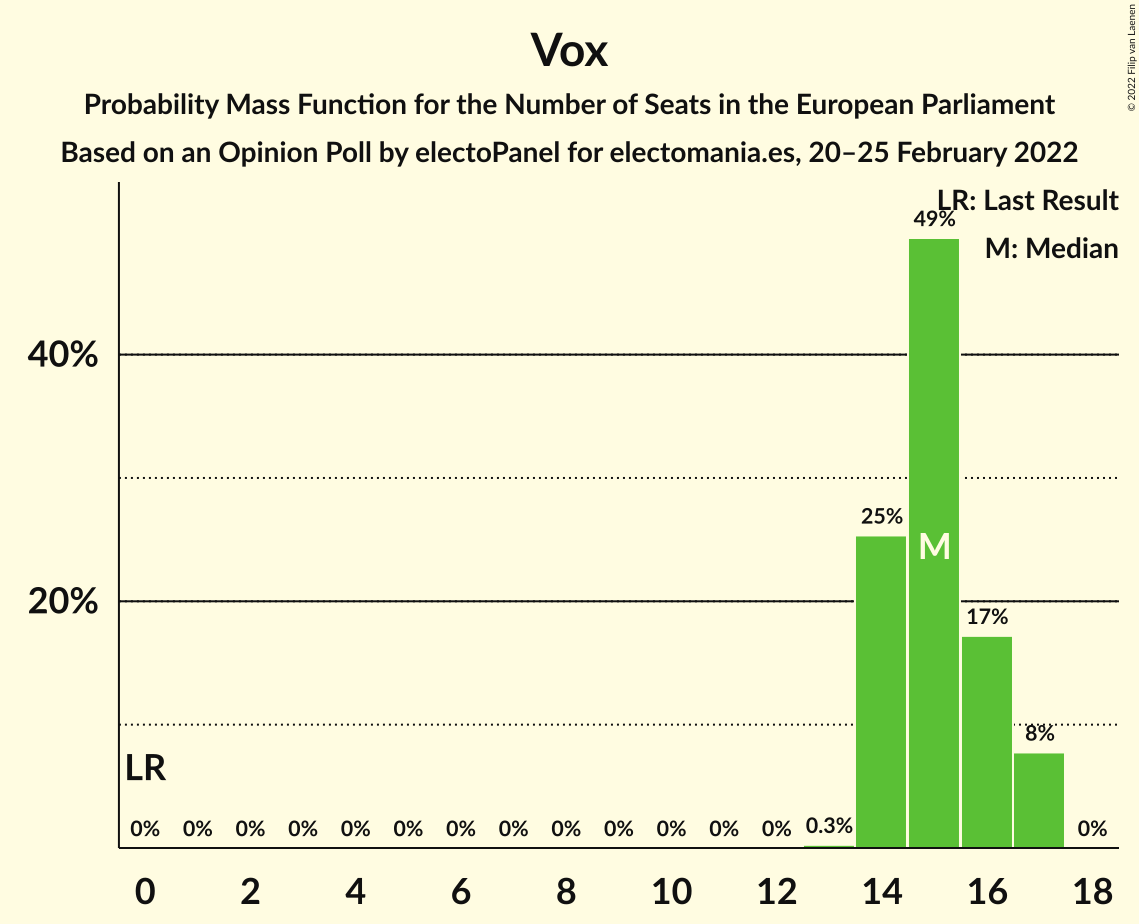 Vox
Probability Mass Function for the Number of Seats in the European Parliament
Based on an Opinion Poll by electoPanel for electomania.es, 20–25 February 2022
© 2022 Filip van Laenen
LR: Last Result
M: Median
49%
40%
25%
M
20%
17%
8%
LR
0% 0% 0% 0% 0% 0% 0% 0% 0% 0% 0% 0% 0% 0.3% 0%
0 2 4 6 8 10 12 14 16 18